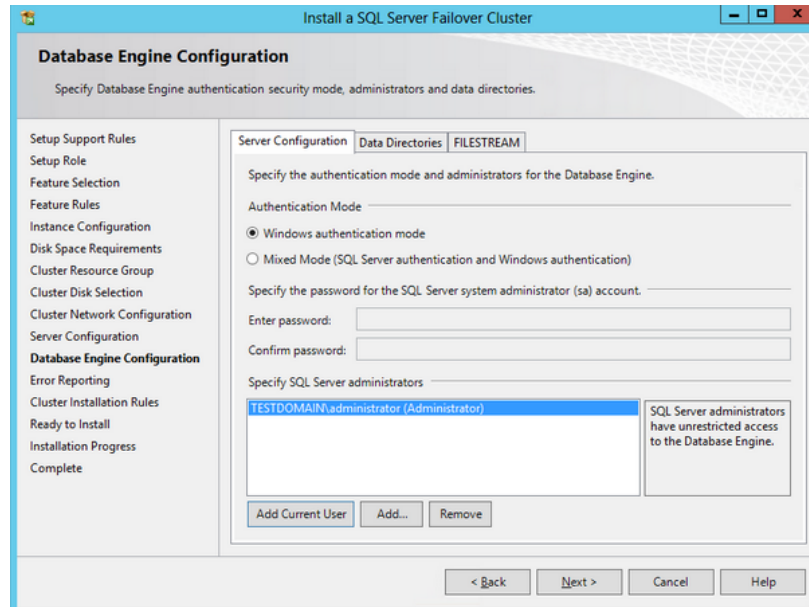 Install a SQL Server Failover Cluster
Database Engine Configuration
Specify Database Engine authentication security mode, administrators and data directories.
Setup Support Rules
Setup Role
Feature Selection
Feature Rules
Instance Configuration
Disk Space Requirements
Cluster Resource Group
Cluster Disk Selection
Cluster Network Configuration
Server Configuration
Database Engine Configuration
Error Reporting
Cluster Installation Rules
Ready to Install
Installation Progress
Complete
Server Configuration Data Directories FILESTREAM
Specify the authentication mode and administrators for the Database Engine.
Authentication Mode
Windows authentication mode
Mixed Mode (SQL Server authentication and Windows authentication)
Specify the password for the SQL Server system administrator (sa) account.
Enter password:
Confirm password:
Specify SQL Server administrators
TESTDOMAIN\administrator (Administrator)
SQL Server administrators
have unrestricted access
to the Database Engine.
Add Current User Add... Remove
< Back Next > Cancel Help